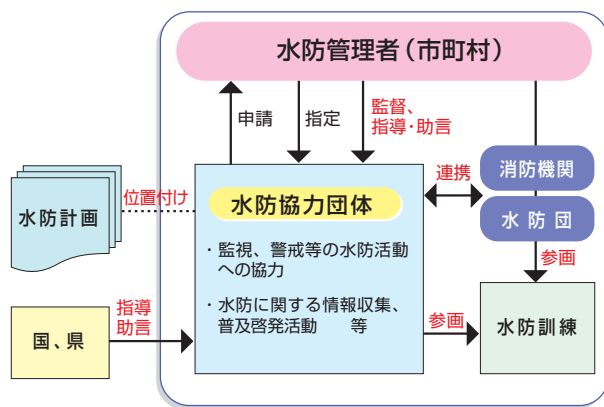 水防管理者(市町村)
申請
指定
監督、
指導・助言
連携
消防機関
水防団
水防計画
位置付け
水防協力団体
・監視、警戒等の水防活動
への協力
・水防に関する情報収集、
普及啓発活動　等
参画
国、県
指導
助言
参画
水防訓練